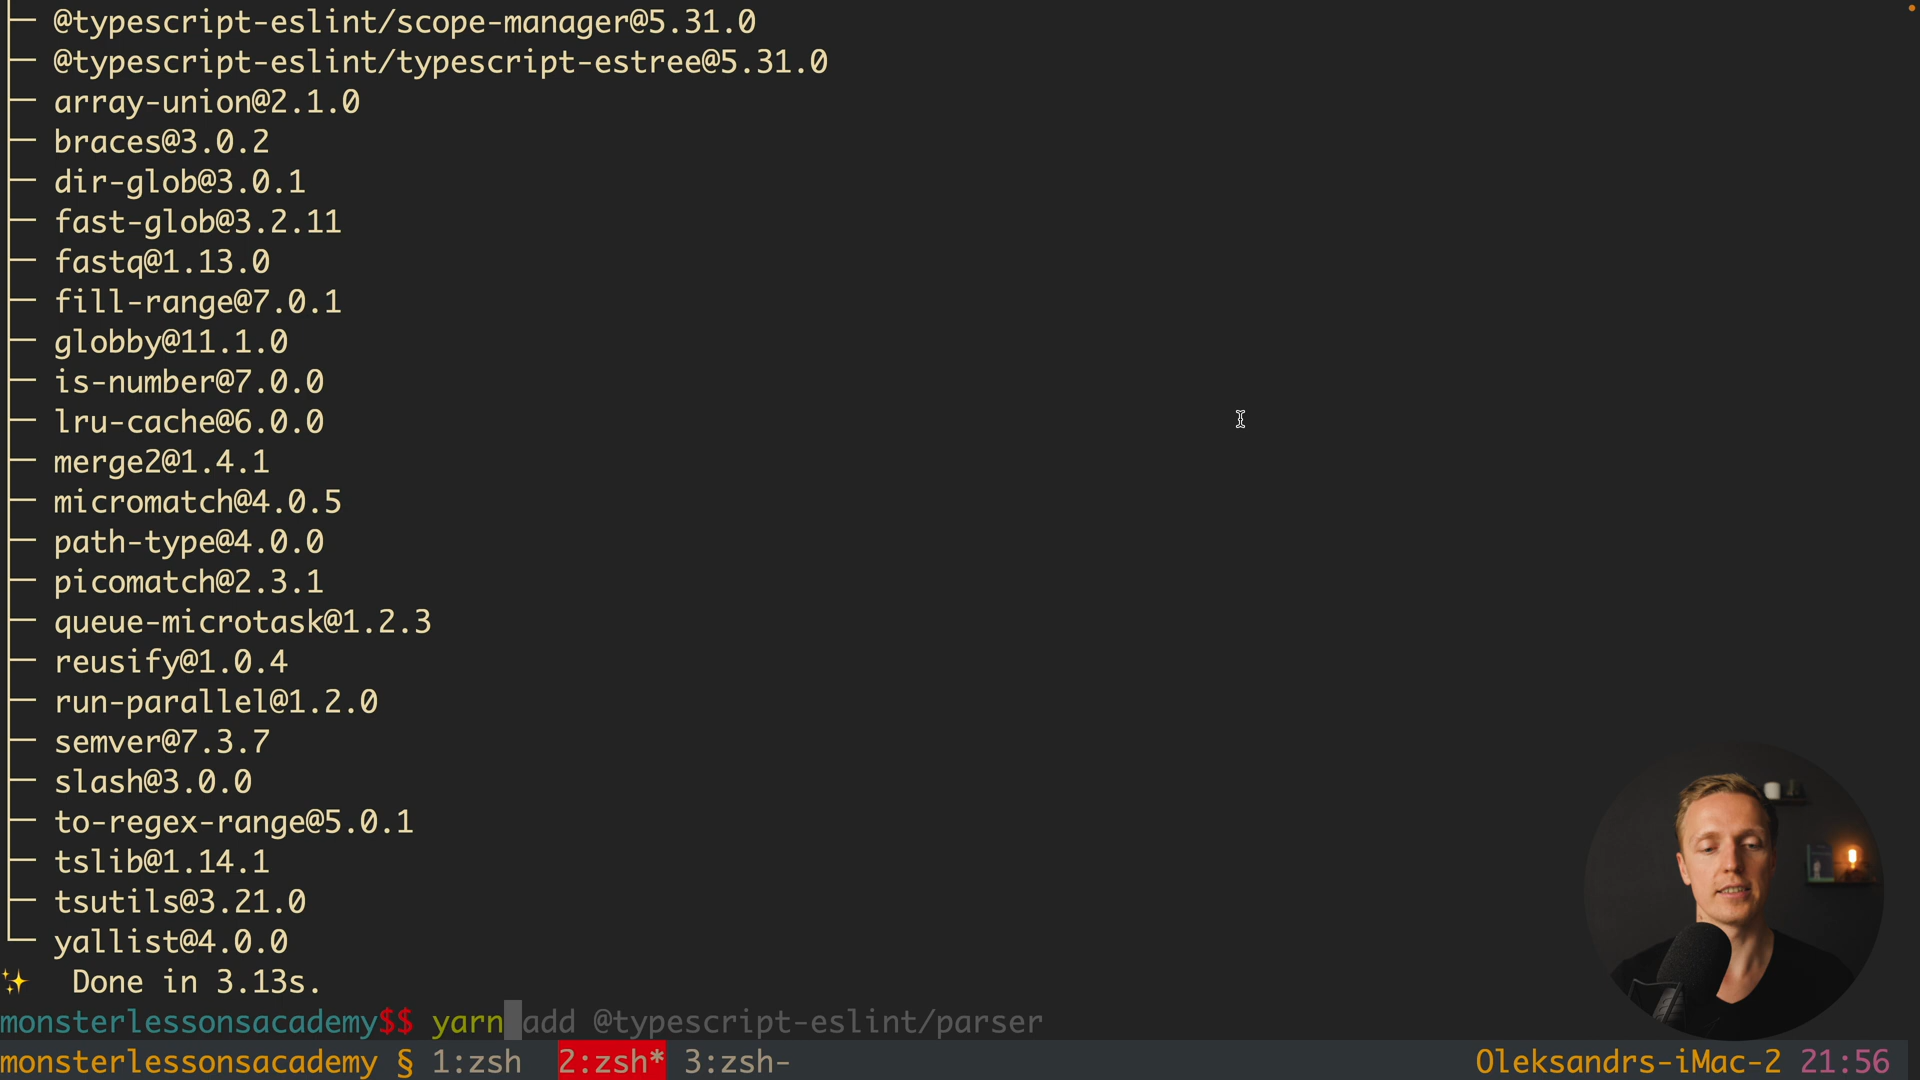 @typescript-eslint/scope-manager@5.31.0
@typescript-eslint/typescript-estree@5.31.0
array-union@2.1.0
braces@3.0.2
dir-glob@3.0.1
fast-glob@3.2.11
fastq@1.13.0
fill-range@7.0.1
globby@11.1.0
is-number@7.0.0
lru-cache@6.0.0
merge2@1.4.1
micromatch@4.0.5
path-type@4.0.0
picomatch@2.3.1
queue-microtask@1.2.3
reusify@1.0.4
run-parallel@1.2.0
semver@7.3.7
slash@3.0.0
to-regex-range@5.0.1
tslib@1.14.1
tsutils@3.21.0
yallist@4.0.0
✨ Done in 3.13s.
monsterlessonsacademy$$ yarn add @typescript-eslint/parser
monsterlessonsacademy § 1:zsh 2:zsh* 3:zsh- Oleksandrs-iMac-2 21:56